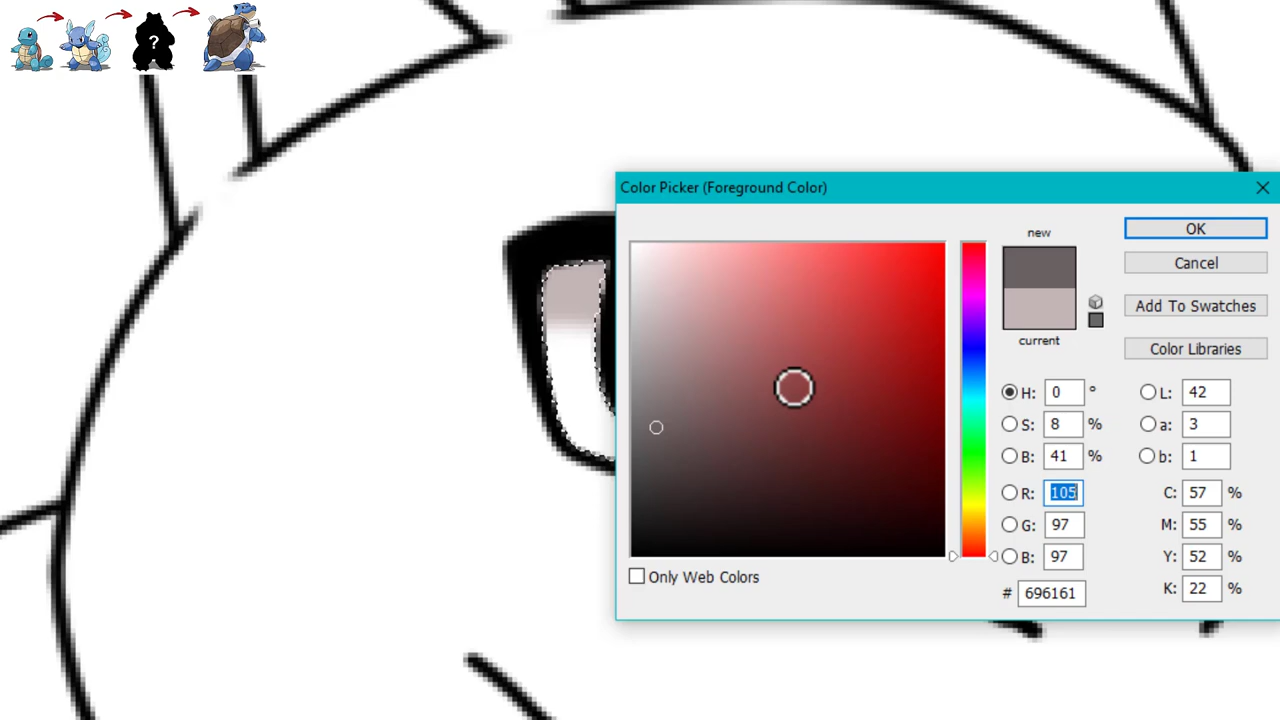 ?
Color Picker (Foreground Color)
new
current
OK
Cancel
Add To Swatches
Color Libraries
H: 0 °
S: 8 %
B: 41 %
R: 105
G: 97
B: 97
# 696161
L: 42
a: 3
b: 1
C: 57 %
M: 55 %
Y: 52 %
K: 22 %
Only Web Colors